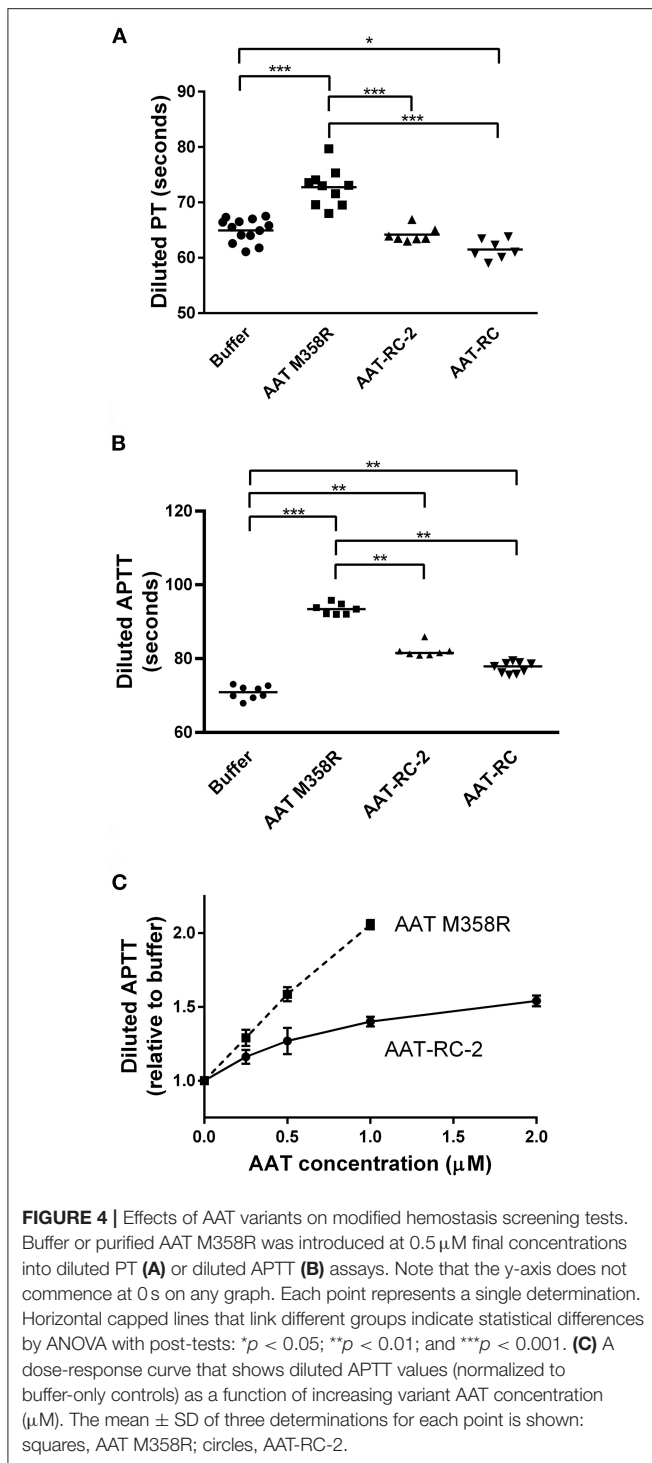 A
*
***
***
***
90
80
70
60
50
Diluted PT (seconds)
Buffer
AAT M358R
AAT-RC-2
AAT-RC
B
**
**
***
**
**
120
100
80
60
Diluted APTT
(seconds)
Buffer
AAT M358R
AAT-RC-2
AAT-RC
C
2.0
1.5
1.0
Diluted APTT
(relative to buffer)
AAT M358R
AAT-RC-2
0.0 0.5 1.0 1.5 2.0
AAT concentration (μM)
FIGURE 4 | Effects of AAT variants on modified hemostasis screening tests.
Buffer or purified AAT M358R was introduced at 0.5 μM final concentrations
into diluted PT (A) or diluted APTT (B) assays. Note that the y-axis does not
commence at 0 s on any graph. Each point represents a single determination.
Horizontal capped lines that link different groups indicate statistical differences
by ANOVA with post-tests: *p < 0.05; **p < 0.01; and ***p < 0.001. (C) A
dose-response curve that shows diluted APTT values (normalized to
buffer-only controls) as a function of increasing variant AAT concentration
(μM). The mean ± SD of three determinations for each point is shown:
squares, AAT M358R; circles, AAT-RC-2.